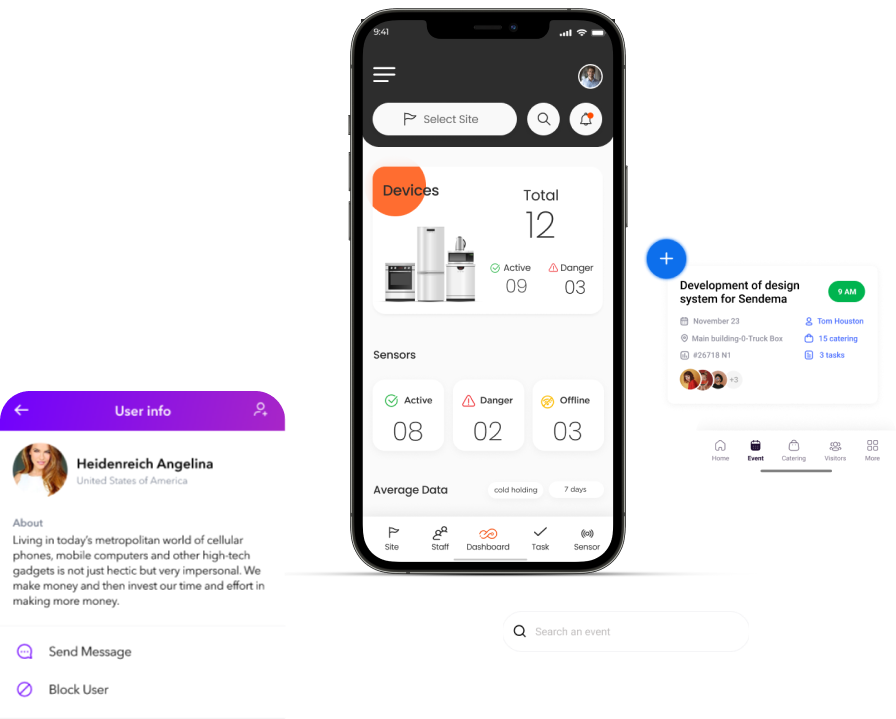 9:41
Select Site
Devices
Total
12
Active
Danger
09
03
Sensors
Active
Danger
Offline
08
02
03
Average Data
cold holding
7 days
Site
Staff
Dashboard
Task
Sensor
Development of design
system for Sendema
9 AM
November 23
Tom Houston
Main building-0-Truck Box
15 catering
#26718 N1
3 tasks
+3
Home
Event
Catering
Visitors
More
User info
Heidenreich Angelina
United States of America
About
Living in today's metropolitan world of cellular
phones, mobile computers and other high-tech
gadgets is not just hectic but very impersonal. We
make money and then invest our time and effort in
making more money.
Send Message
Block User
Search an event